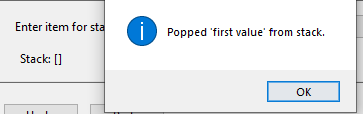 Enter item for sta
Popped 'first value' from stack.
Stack: []
OK